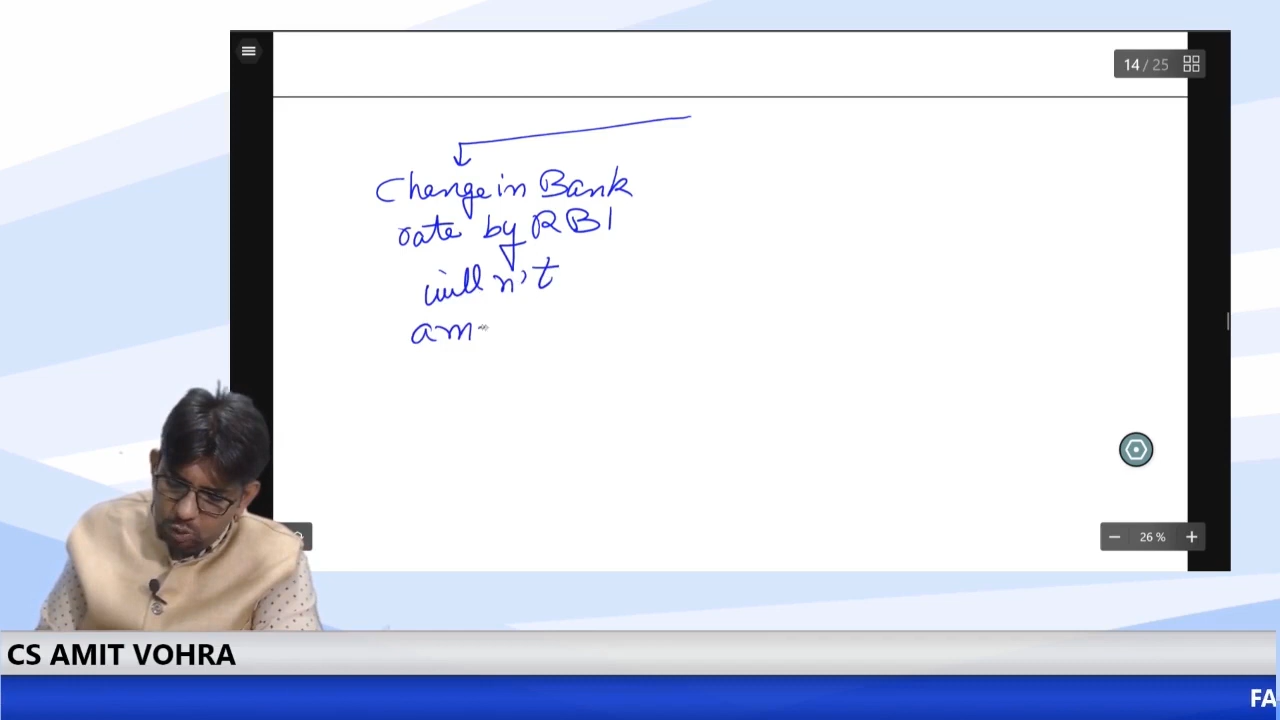 14 / 25
Change in Bank
rate by RBI
will n't
am
26 %
CS AMIT VOHRA
FA